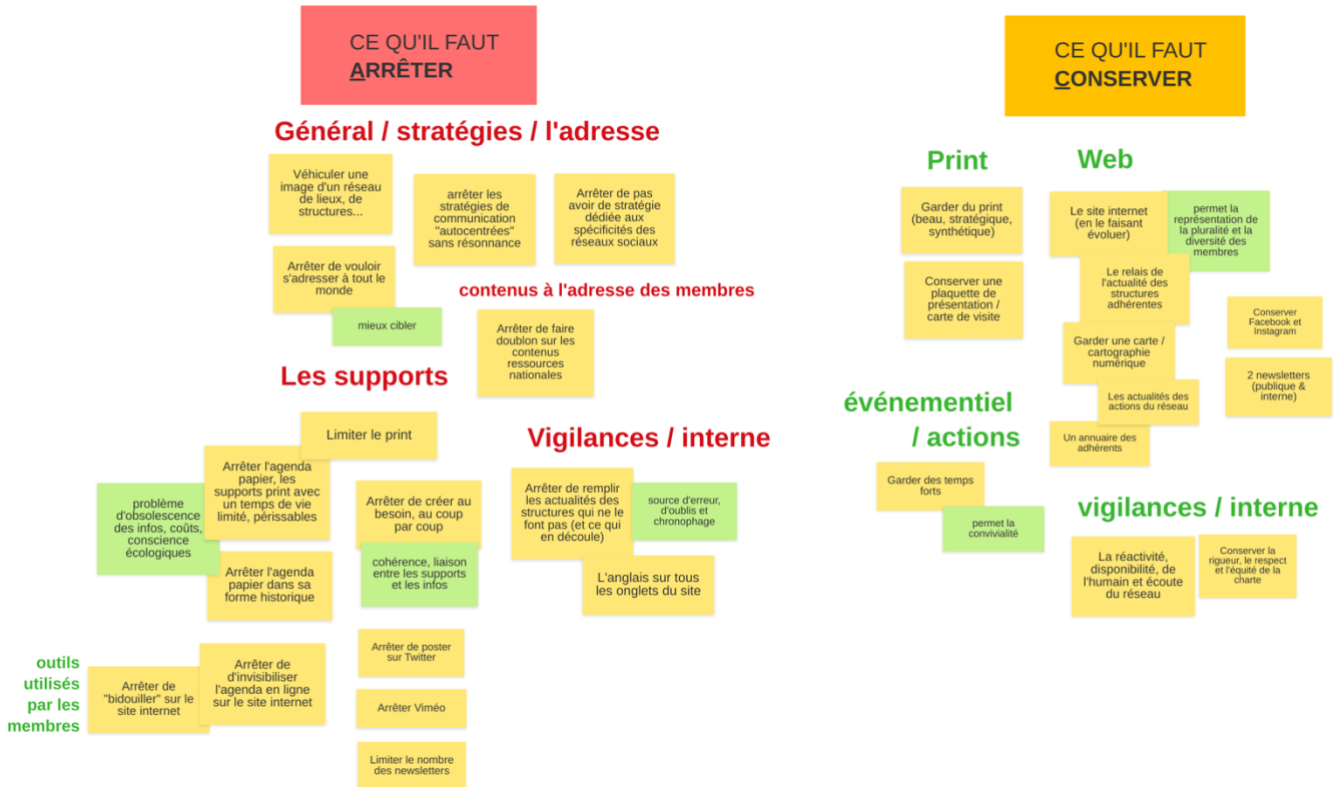 CE QU'IL FAUT
ARRÊTER
Général / stratégies / l'adresse
Véhiculer une
image d'un réseau
de lieux, de
structures...
arrêter les
stratégies de
communication
"autocentrées"
sans résonnance
Arrêter de pas
avoir de stratégie
dédiée aux
spécificités des
réseaux sociaux
Arrêter de vouloir
s'adresser à tout le
monde
mieux cibler
contenus à l'adresse des membres
Arrêter de faire
doublon sur les
contenus
ressources
nationales
Les supports
Limiter le print
Arrêter l'agenda
papier, les
supports print avec
un temps de vie
limité, périssables
problème
d'obsolescence
des infos, coûts,
conscience
écologiques
Arrêter l'agenda
papier dans sa
forme historique
Arrêter de créer au
besoin, au coup
par coup
cohérence, liaison
entre les supports
et les infos
outils
utilisés
par les
membres
Arrêter de
"bidouiller" sur le
site internet
Arrêter de
d'invisibiliser
l'agenda en ligne
sur le site internet
Arrêter de poster
sur Twitter
Arrêter Viméo
Limiter le nombre
des newsletters
Vigilances / interne
Arrêter de remplir
les actualités des
structures qui ne le
font pas (et ce qui
en découle)
source d'erreur,
d'oublis et
chronophage
L'anglais sur tous
les onglets du site
CE QU'IL FAUT
CONSERVER
Print
Garder du print
(beau, stratégique,
synthétique)
Conserver une
plaquette de
présentation /
carte de visite
Web
Le site internet
(en le faisant
évoluer)
permet la
représentation de
la pluralité et la
diversité des
membres
Le relais de
l'actualité des
structures
adhérentes
Garder une carte /
cartographie
numérique
Les actualités des
actions du réseau
Un annuaire des
adhérents
Conserver
Facebook et
Instagram
2 newsletters
(publique &
interne)
événementiel
/ actions
Garder des temps
forts
permet la
convivialité
vigilances / interne
La réactivité,
disponibilité, de
l'humain et écoute
du réseau
Conserver la
rigueur, le respect
et l'équité de la
charte